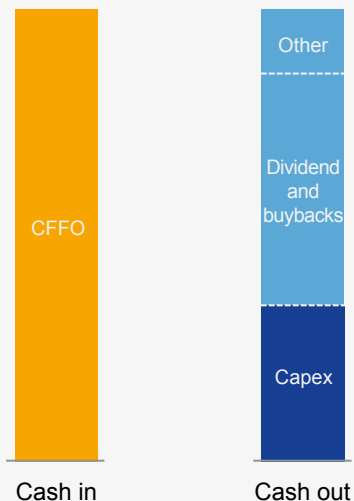 Other
Dividend
and
buybacks
CFFO
Capex
Cash in
Cash out